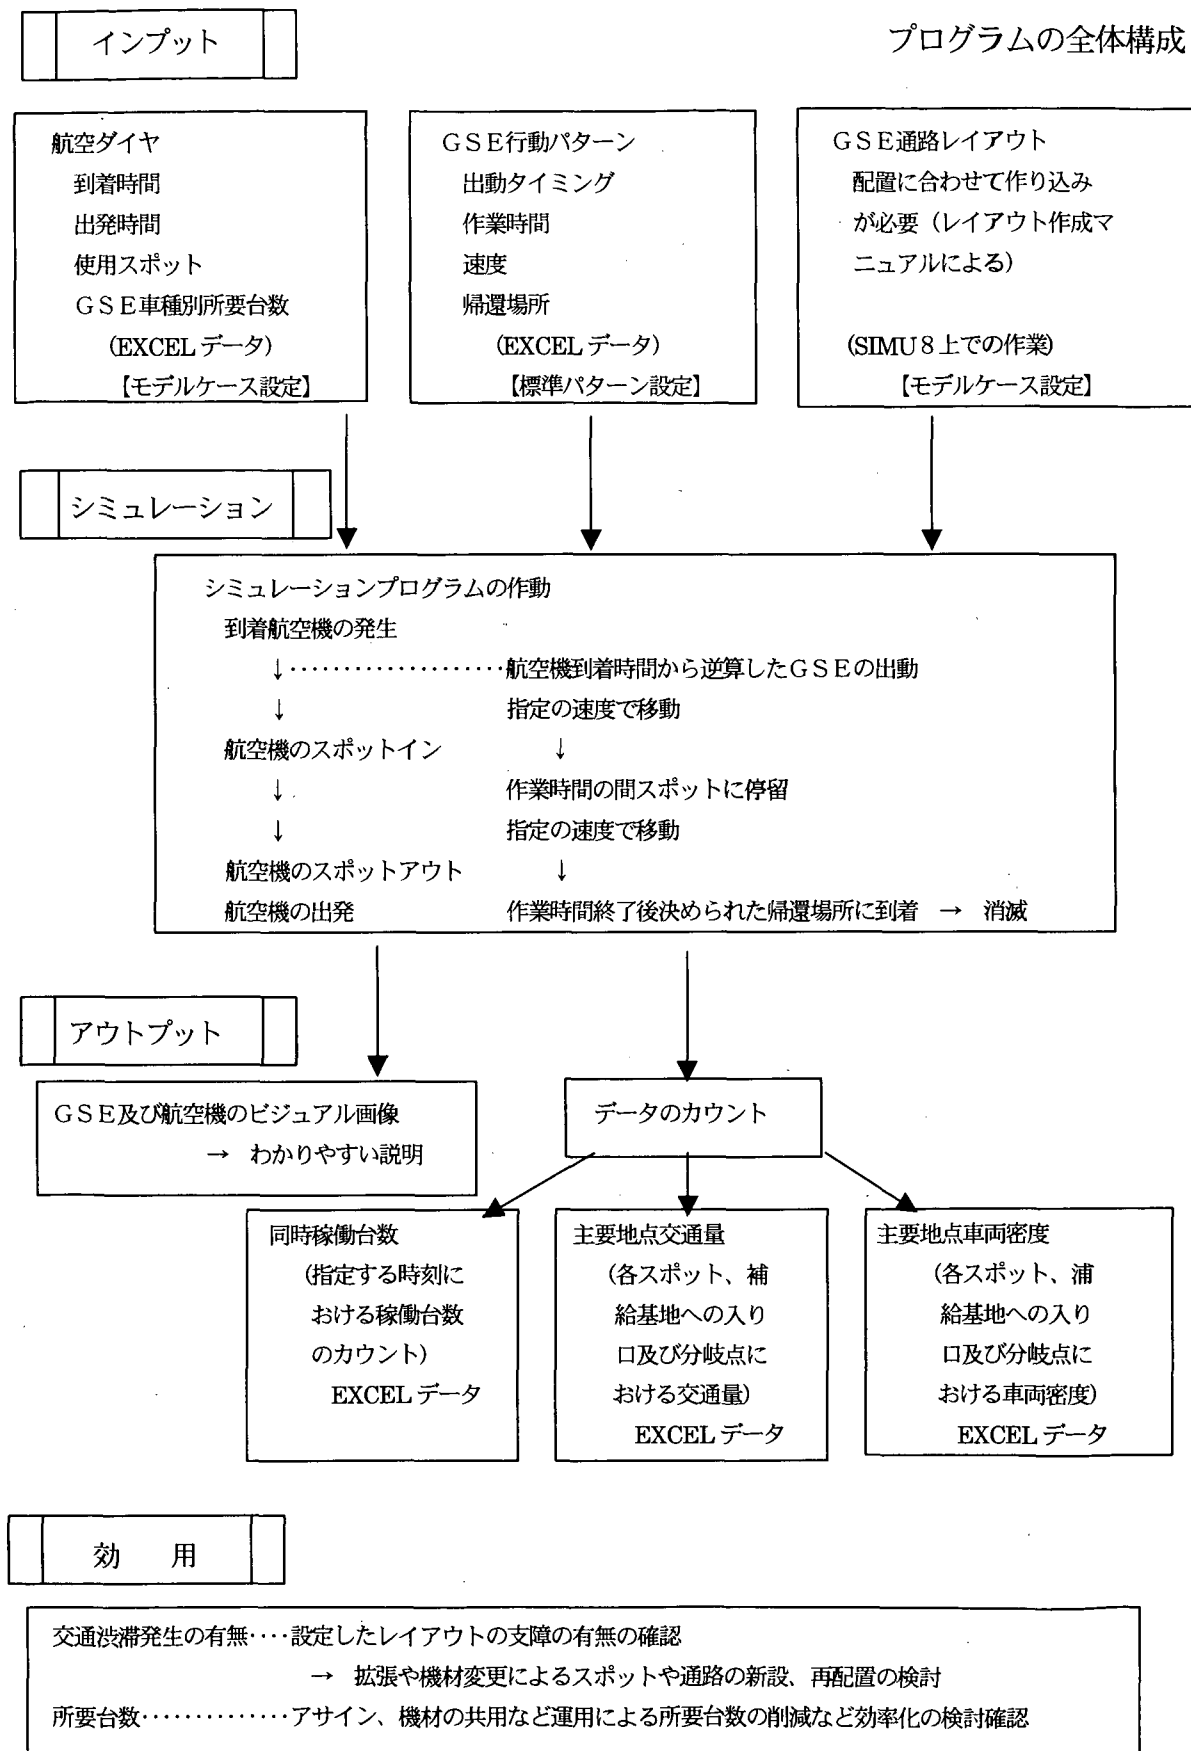 インプット
プログラムの全体構成
航空ダイヤ
到着時間
出発時間
使用スポット
ＧＳＥ車種別所要台数
(EXCELデータ)
【モデルケース設定】
ＧＳＥ行動パターン
出動タイミング
作業時間
速度
帰還場所
(EXCELデータ)
【標準パターン設定】
ＧＳＥ通路レイアウト
配置に合わせて作り込み
が必要（レイアウト作成マ
ニュアルによる）
(SIMU８上での作業)
【モデルケース設定】
シミュレーション
シミュレーションプログラムの作動
到着航空機の発生
↓････････････････････航空機到着時間から逆算したＧＳＥの出動
↓ 指定の速度で移動
航空機のスポットイン ↓
↓ 作業時間の間スポットに停留
↓ 指定の速度で移動
航空機のスポットアウト ↓
航空機の出発 作業時間終了後決められた帰還場所に到着 → 消滅
アウトプット
ＧＳＥ及び航空機のビジュアル画像
→ わかりやすい説明
データのカウント
同時稼働台数
(指定する時刻に
おける稼働台数
のカウント)
EXCELデータ
主要地点交通量
(各スポット、補
給基地への入り
口及び分岐点に
おける交通量)
EXCELデータ
主要地点車両密度
(各スポット、浦
給基地への入り
口及び分岐点に
おける車両密度)
EXCELデータ
効 用
交通渋滞発生の有無････設定したレイアウトの支障の有無の確認
→ 拡張や機材変更によるスポットや通路の新設、再配置の検討
所要台数･･････････････アサイン、機材の共用など運用による所要台数の削減など効率化の検討確認